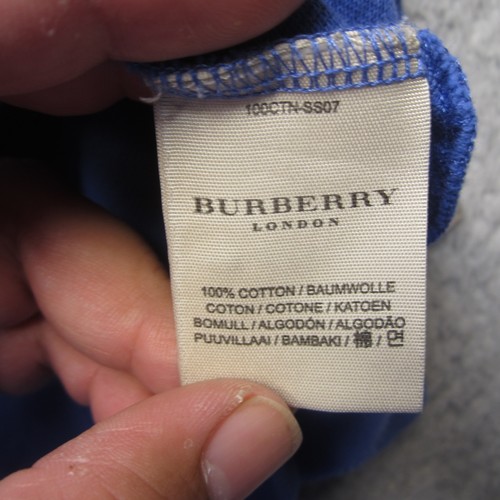 100CTN-SS07
BURBERRY
LONDON
100% COTTON / BAUMWOLLE
COTON / COTONE / KATOEN
BOMULL / ALGODÓN / ALGODÃO
PUUVILLAAI / BAMBAKI / 棉 / 면